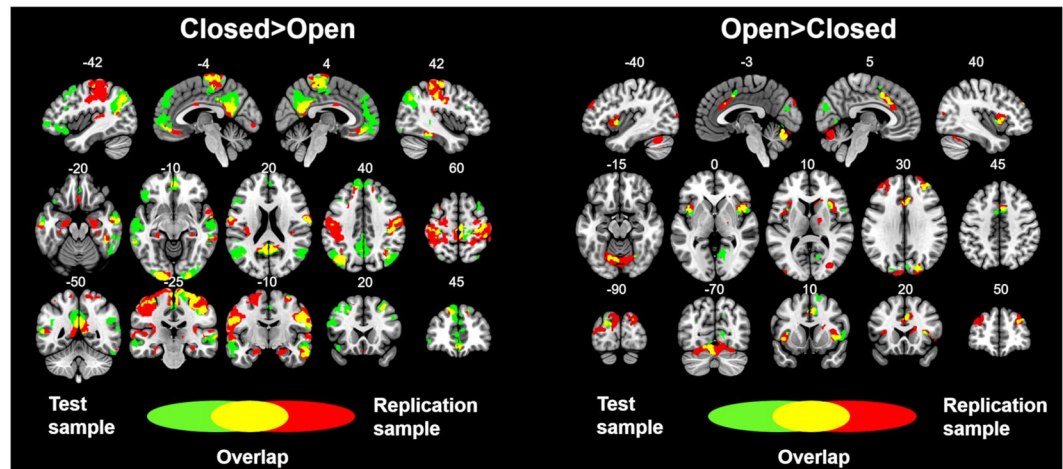 Closed>Open
-42 -4 4 42
-20 -10 20 40 60
-50 -25 -10 20 45
Test
sample
Replication
sample
Overlap
Open>Closed
-40 -3 5 40
-15 0 10 30 45
-90 -70 10 20 50
Test
sample
Replication
sample
Overlap